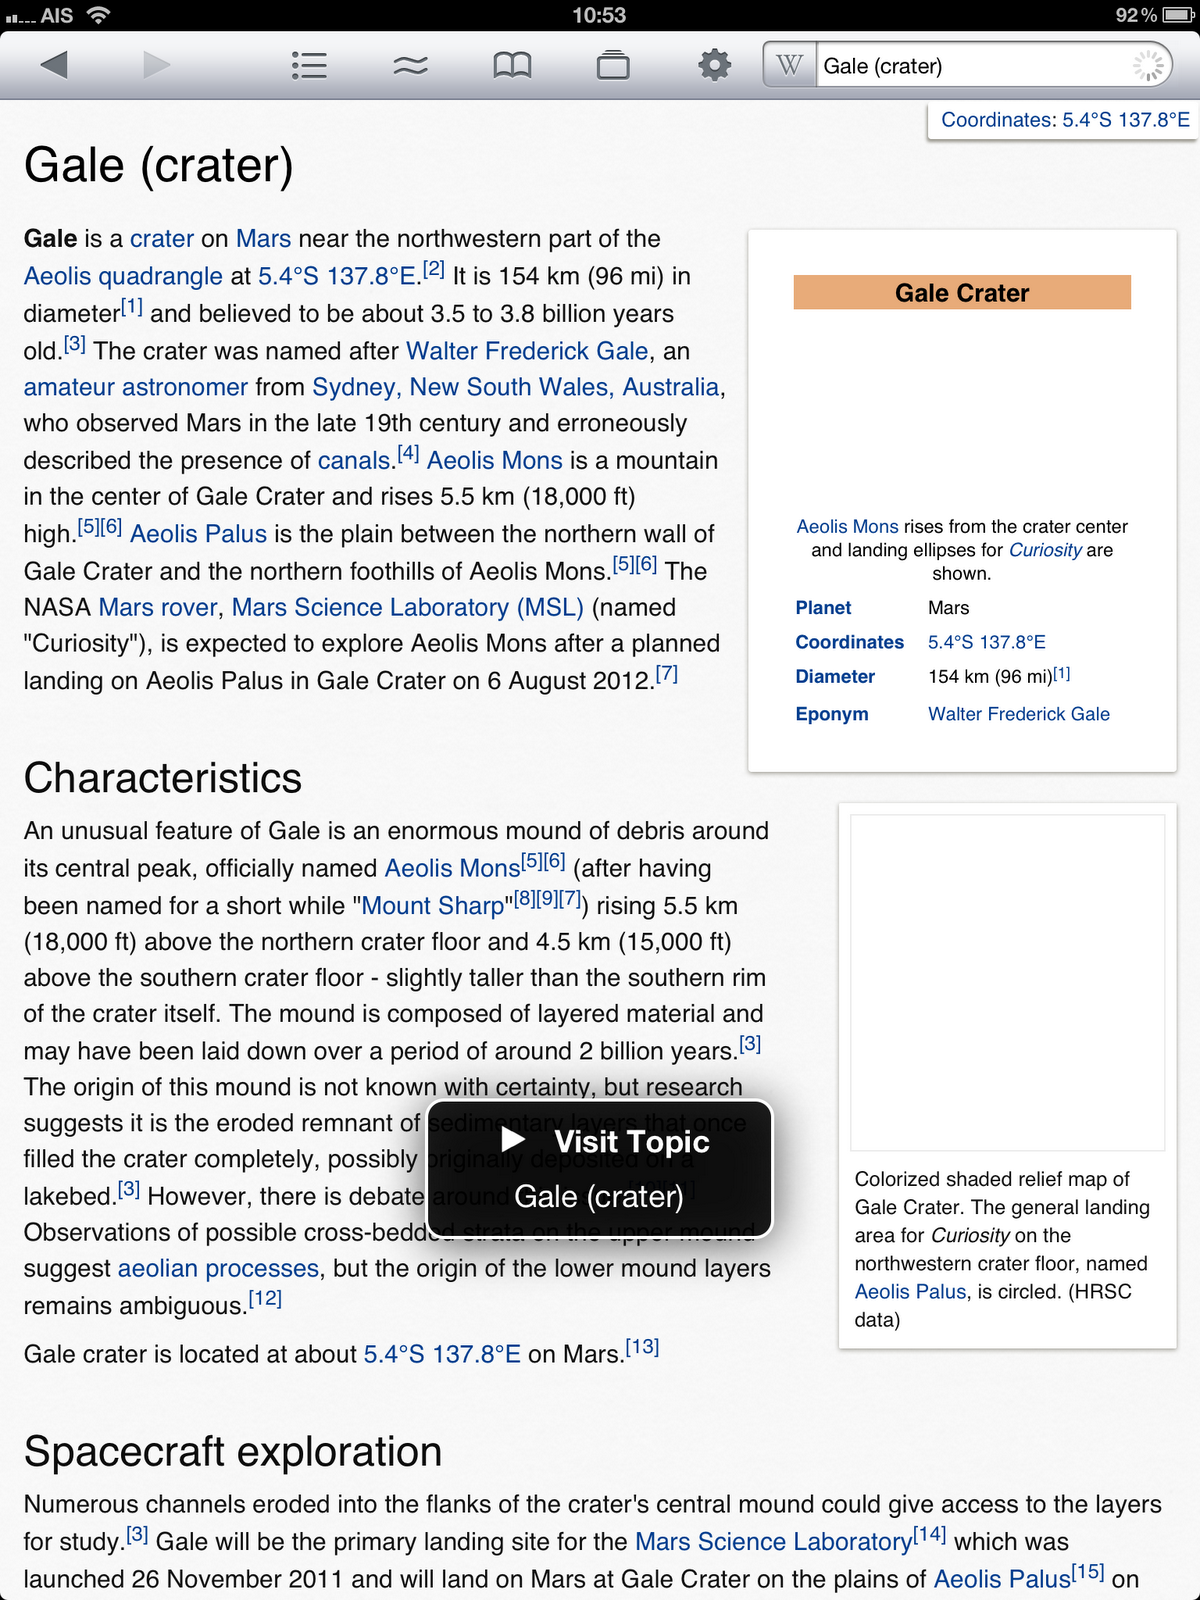 AIS
10:53
92%
W
Gale (crater)
Coordinates: 5.4°S 137.8°E
Gale (crater)
Gale is a crater on Mars near the northwestern part of the
Aeolis quadrangle at 5.4°S 137.8°E.[2] It is 154 km (96 mi) in
diameter[1] and believed to be about 3.5 to 3.8 billion years
old.[3] The crater was named after Walter Frederick Gale, an
amateur astronomer from Sydney, New South Wales, Australia,
who observed Mars in the late 19th century and erroneously
described the presence of canals.[4] Aeolis Mons is a mountain
in the center of Gale Crater and rises 5.5 km (18,000 ft)
high.[5][6] Aeolis Palus is the plain between the northern wall of
Gale Crater and the northern foothills of Aeolis Mons.[5][6] The
NASA Mars rover, Mars Science Laboratory (MSL) (named
"Curiosity"), is expected to explore Aeolis Mons after a planned
landing on Aeolis Palus in Gale Crater on 6 August 2012.[7]
Gale Crater
Aeolis Mons rises from the crater center
and landing ellipses for Curiosity are
shown.
Planet Mars
Coordinates 5.4°S 137.8°E
Diameter 154 km (96 mi)[1]
Eponym Walter Frederick Gale
Characteristics
An unusual feature of Gale is an enormous mound of debris around
its central peak, officially named Aeolis Mons[5][6] (after having
been named for a short while "Mount Sharp"[8][9][7]) rising 5.5 km
(18,000 ft) above the northern crater floor and 4.5 km (15,000 ft)
above the southern crater floor - slightly taller than the southern rim
of the crater itself. The mound is composed of layered material and
may have been laid down over a period of around 2 billion years.[3]
The origin of this mound is not known with certainty, but research
suggests it is the eroded remnant of sedimentary layers that once
filled the crater completely, possibly originally deposited on a
lakebed.[3] However, there is debate around
Observations of possible cross-bedded strata on the upper mound
suggest aeolian processes, but the origin of the lower mound layers
remains ambiguous.[12]
Gale crater is located at about 5.4°S 137.8°E on Mars.[13]
Visit Topic
Gale (crater)
Colorized shaded relief map of
Gale Crater. The general landing
area for Curiosity on the
northwestern crater floor, named
Aeolis Palus, is circled. (HRSC
data)
Spacecraft exploration
Numerous channels eroded into the flanks of the crater's central mound could give access to the layers
for study.[3] Gale will be the primary landing site for the Mars Science Laboratory[14] which was
launched 26 November 2011 and will land on Mars at Gale Crater on the plains of Aeolis Palus[15] on